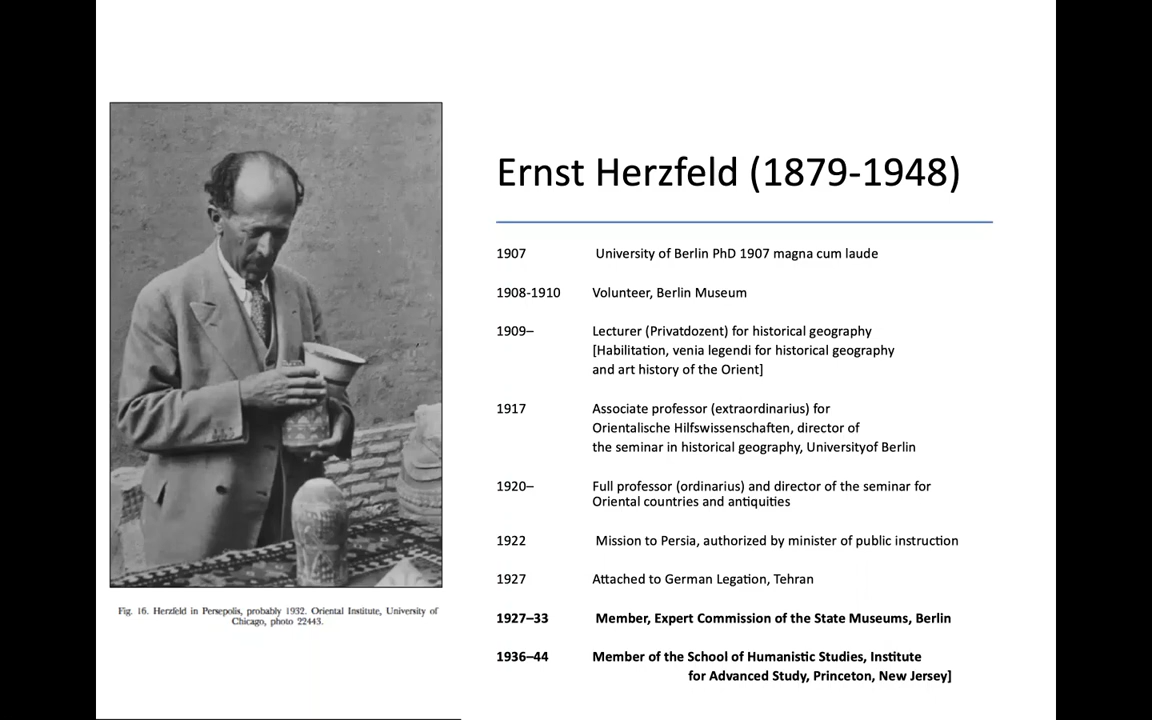 Ernst Herzfeld (1879-1948)
1907 University of Berlin PhD 1907 magna cum laude
1908-1910 Volunteer, Berlin Museum
1909– Lecturer (Privatdozent) for historical geography
[Habilitation, venia legendi for historical geography
and art history of the Orient]
1917 Associate professor (extraordinarius) for
Orientalische Hilfswissenschaften, director of
the seminar in historical geography, Universityof Berlin
1920– Full professor (ordinarius) and director of the seminar for
Oriental countries and antiquities
1922 Mission to Persia, authorized by minister of public instruction
1927 Attached to German Legation, Tehran
1927–33 Member, Expert Commission of the State Museums, Berlin
1936–44 Member of the School of Humanistic Studies, Institute
for Advanced Study, Princeton, New Jersey]
Fig. 16. Herzfeld in Persepolis, probably 1932. Oriental Institute, University of
Chicago, photo 22443.